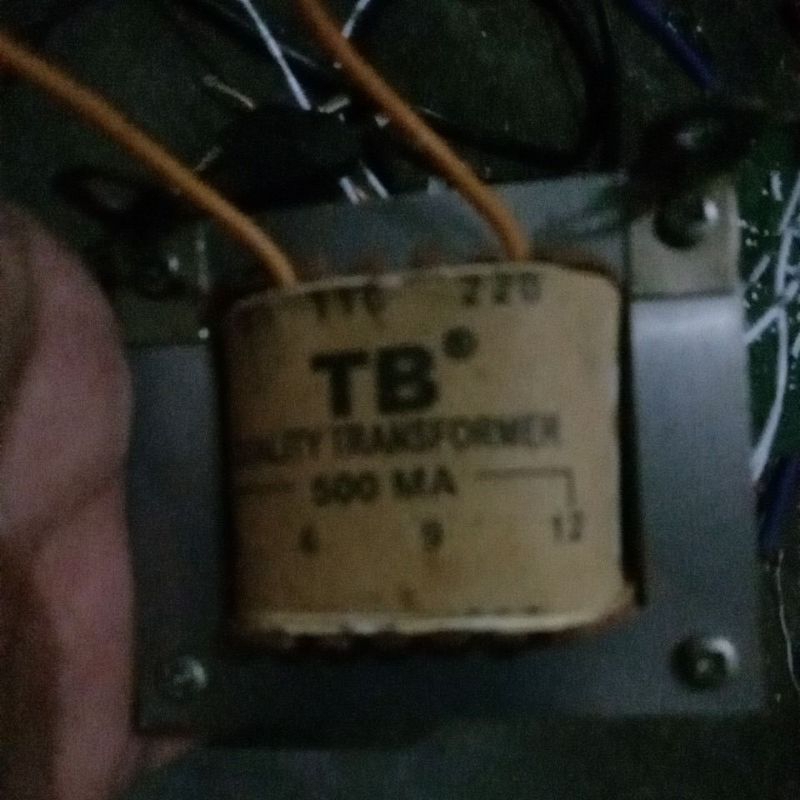 110 220
TB®
QUALITY TRANSFORMER
500 MA
6 9 12